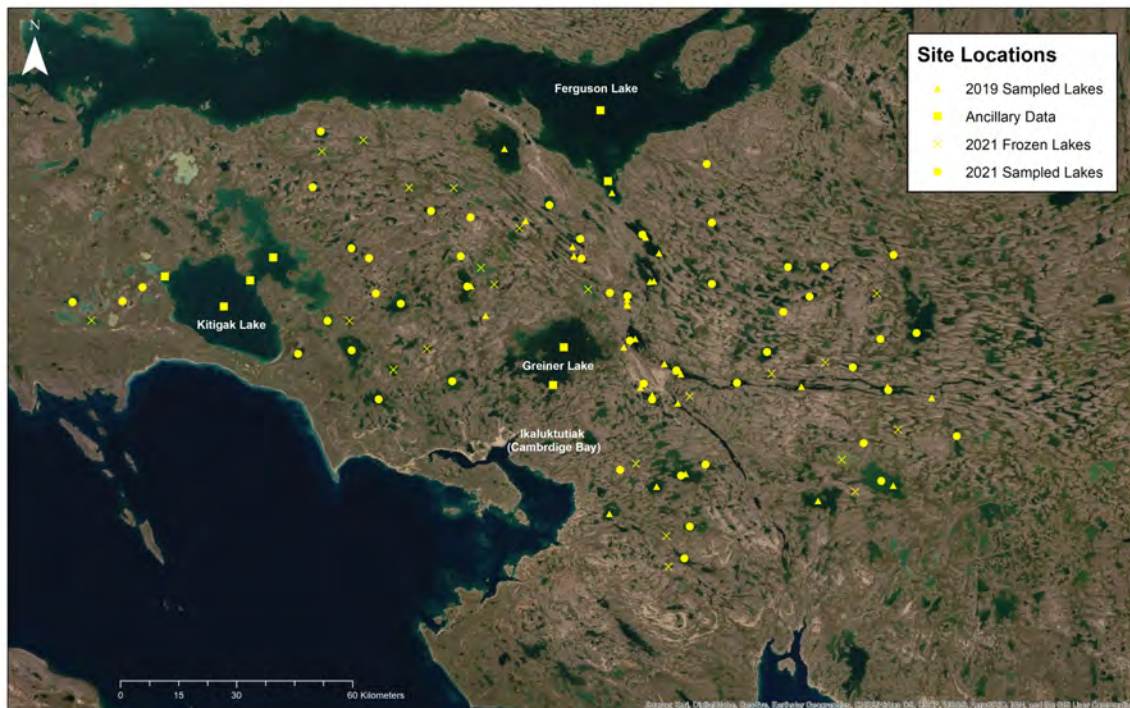 N
Site Locations
2019 Sampled Lakes
Ancillary Data
2021 Frozen Lakes
2021 Sampled Lakes
Ferguson Lake
Kitigak Lake
Greiner Lake
Ikaluktutiak
(Cambrdige Bay)
0 15 30 60 Kilometers